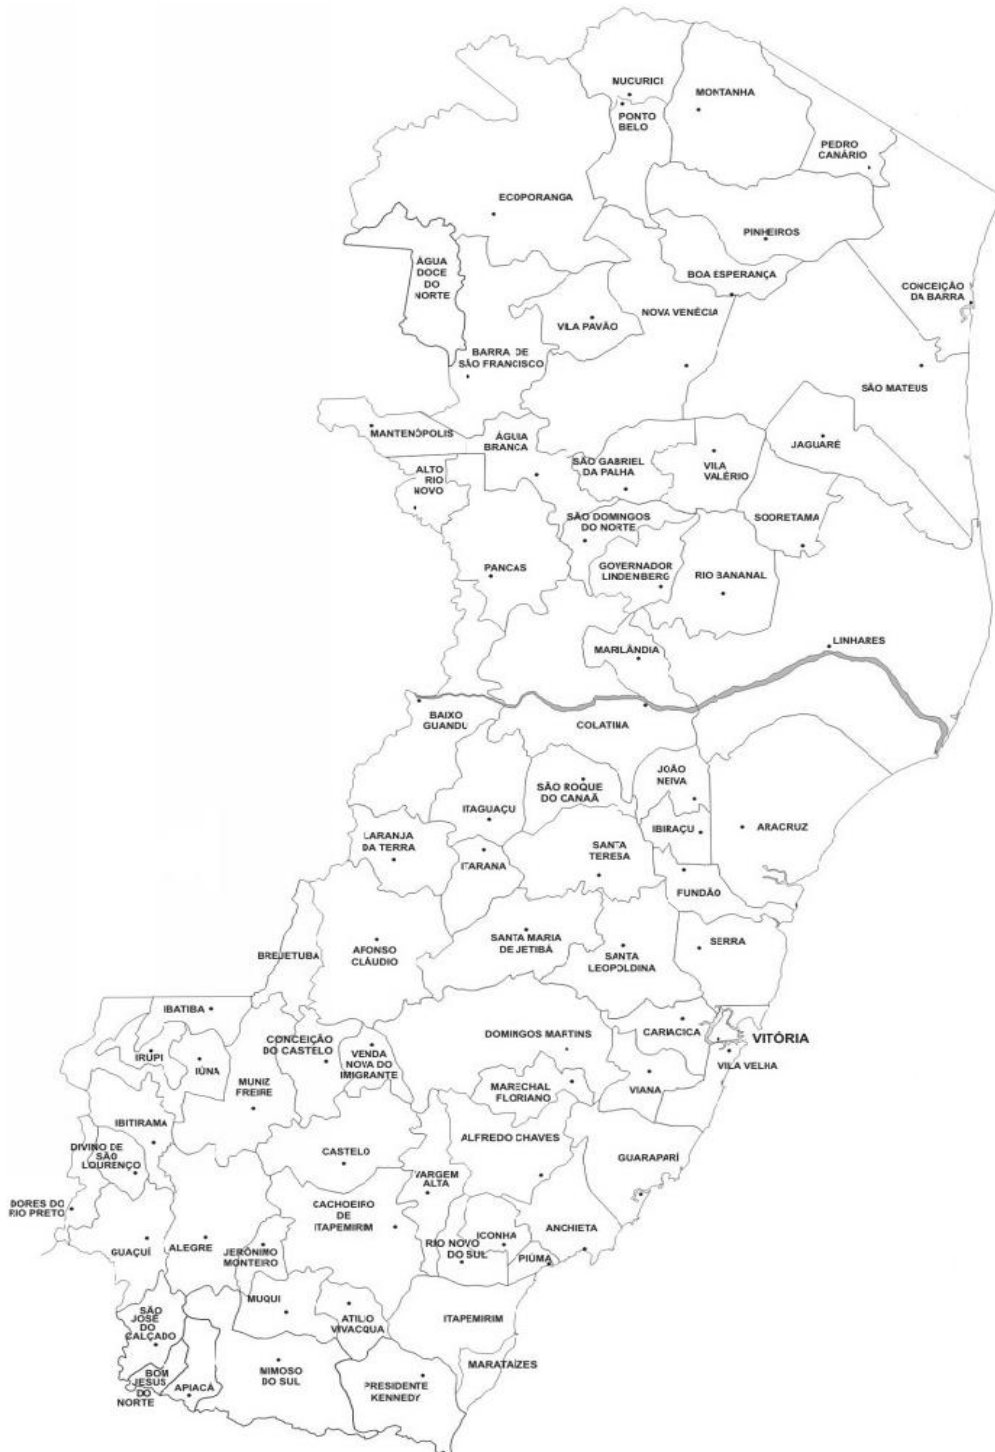 MUCURICI
MONTANHA
PONTO
BELO
PEDRO
CANÁRIO
ECOPORANGA
PINHEIROS
ÁGUA
DOCE
DO
NORTE
BOA ESPERANÇA
CONCEIÇÃO
DA BARRA
NOVA VENÉCIA
VILA PAVÃO
BARRA DE
SÃO FRANCISCO
SÃO MATEUS
MANTENÓPOLIS
ÁGUIA
BRANCA
JAGUARÉ
ALTO
RIO
NOVO
SÃO GABRIEL
DA PALHA
VILA
VALÉRIO
SÃO DOMINGOS
DO NORTE
SOORETAMA
PANCAS
GOVERNADOR
LINDENBERG
RIO BANANAL
MARILÂNDIA
LINHARES
BAIXO
GUANDU
COLATINA
JOÃO
NEIVA
SÃO ROQUE
DO CANAÃ
ITAGUAÇU
IBIRAÇU
ARACRUZ
LARANJA
DA TERRA
SANTA
TERESA
ITARANA
FUNDÃO
SANTA MARIA
DE JETIBÁ
SERRA
BREJETUBA
AFONSO
CLÁUDIO
SANTA
LEOPOLDINA
IBATIBA
DOMINGOS MARTINS
CARIACICA
VITÓRIA
CONCEIÇÃO
DO CASTELO
VENDA
NOVA DO
IMIGRANTE
IRUPI
IÚNA
VILA VELHA
MUNIZ
FREIRE
MARECHAL
FLORIANO
VIANA
IBITIRAMA
ALFREDO CHAVES
DIVINO DE
SÃO
LOURENÇO
CASTELO
GUARAPARÍ
VARGEM
ALTA
DORES DO
RIO PRETO
CACHOEIRO
DE
ITAPEMIRIM
ANCHIETA
GUAÇUÍ
ALEGRE
JERÔNIMO
MONTEIRO
RIO NOVO
DO SUL
ICONHA
PIÚMA
MUQUI
SÃO
JOSÉ
DO
CALÇADO
ATILIO
VIVACQUA
ITAPEMIRIM
MIMOSO
DO SUL
MARATAÍZES
BOM
JESUS
DO
NORTE
APIACÁ
PRESIDENTE
KENNEDY